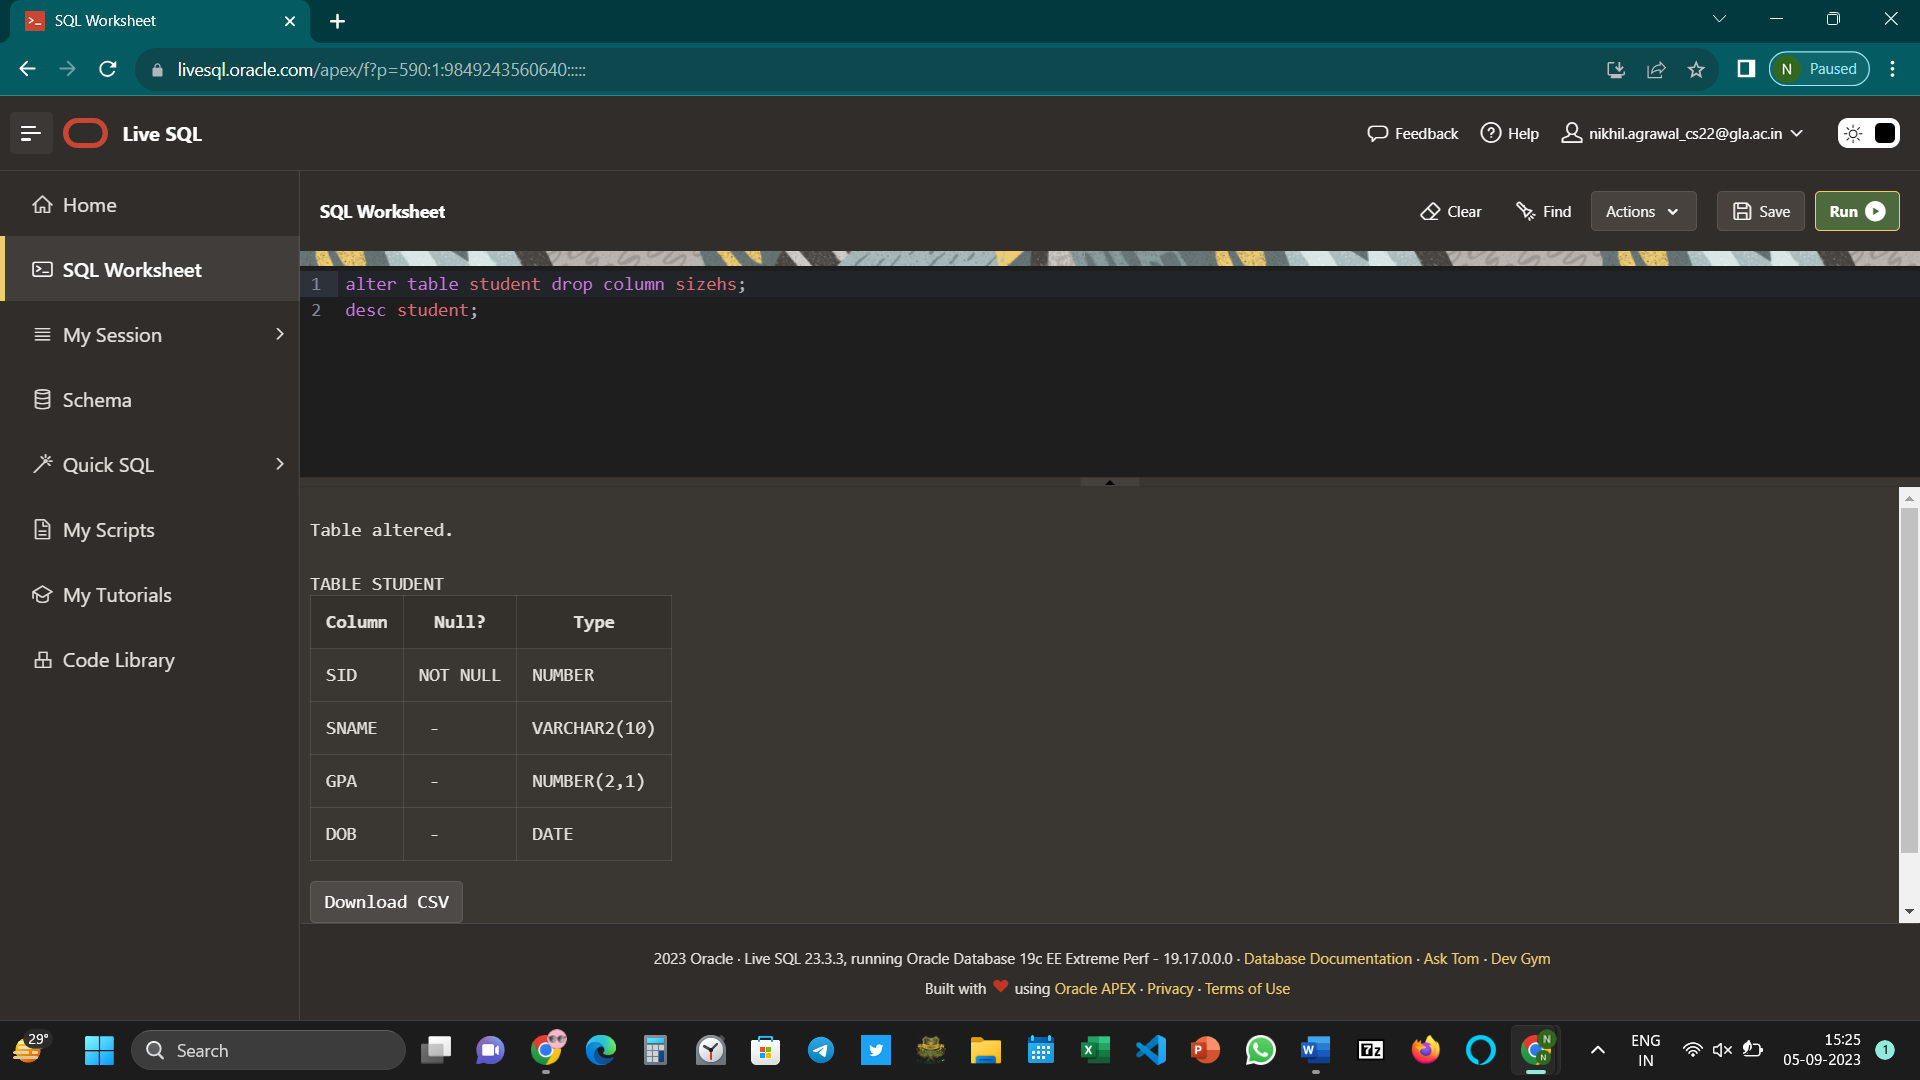 SQL Worksheet
livesql.oracle.com/apex/f?p=590:1:9849243560640:::::
N Paused
Live SQL
Feedback
Help
nikhil.agrawal_cs22@gla.ac.in
Home
SQL Worksheet
My Session
Schema
Quick SQL
My Scripts
My Tutorials
Code Library
SQL Worksheet
Clear
Find
Actions
Save
Run
1 alter table student drop column sizehs;
2 desc student;
Table altered.
TABLE STUDENT
Column Null? Type
SID NOT NULL NUMBER
SNAME - VARCHAR2(10)
GPA - NUMBER(2,1)
DOB - DATE
Download CSV
2023 Oracle · Live SQL 23.3.3, running Oracle Database 19c EE Extreme Perf - 19.17.0.0.0 · Database Documentation · Ask Tom · Dev Gym
Built with ❤ using Oracle APEX · Privacy · Terms of Use
29°
Search
P
W
7z
N
N
ENG
IN
15:25
05-09-2023
1